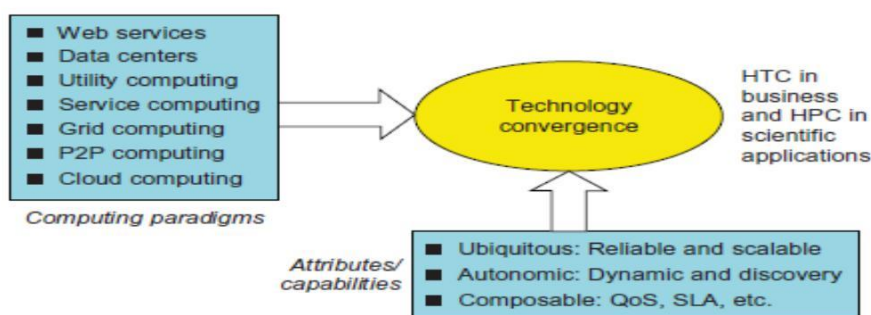 Web services
Data centers
Utility computing
Service computing
Grid computing
P2P computing
Cloud computing
Computing paradigms
Technology
convergence
HTC in
business
and HPC in
scientific
applications
Attributes/
capabilities
Ubiquitous: Reliable and scalable
Autonomic: Dynamic and discovery
Composable: QoS, SLA, etc.